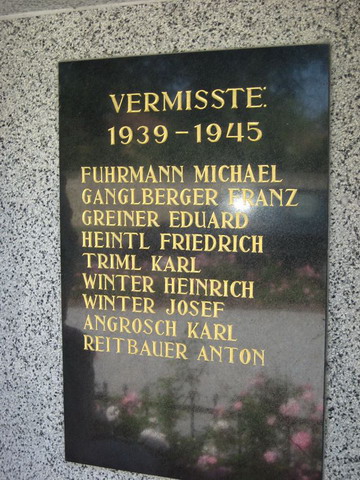 VERMISSTE:
1939-1945
FUHRMANN MICHAEL
GANGLBERGER FRANZ
GREINER EDUARD
HEINTL FRIEDRICH
TRIML KARL
WINTER HEINRICH
WINTER JOSEF
ANGROSCH KARL
REITBAUER ANTON